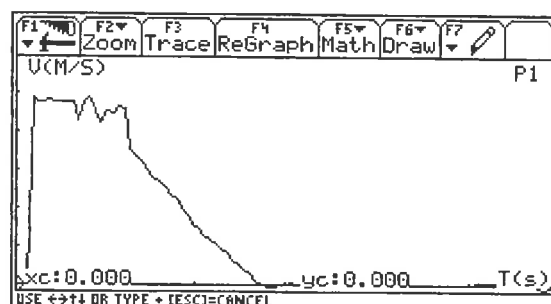 F1 F2 F3 F4 F5 F6 F7
Zoom Trace ReGraph Math Draw
V(M/S)
P1
xc:0.000 yc:0.000 T(s)
USE ←→↑↓ OR TYPE + [ESC]=CANCEL